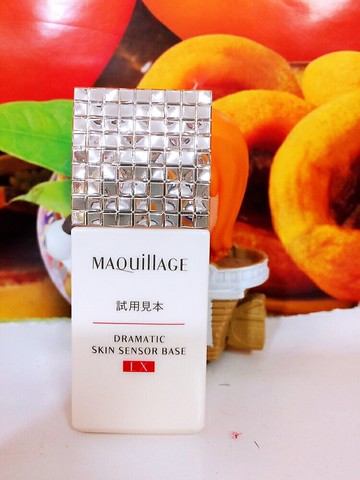 MAQuillAGE
試用見本
DRAMATIC
SKIN SENSOR BASE
EX